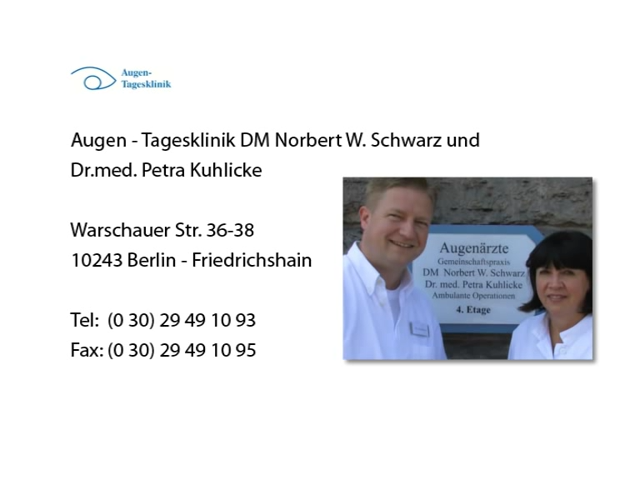 Augen-
Tagesklinik
Augen - Tagesklinik DM Norbert W. Schwarz und
Dr.med. Petra Kuhlicke
Warschauer Str. 36-38
10243 Berlin - Friedrichshain
Tel: (0 30) 29 49 10 93
Fax: (0 30) 29 49 10 95
Augenärzte
Gemeinschaftspraxis
DM Norbert W. Schwarz
Dr. med. Petra Kuhlicke
Ambulante Operationen
4. Etage